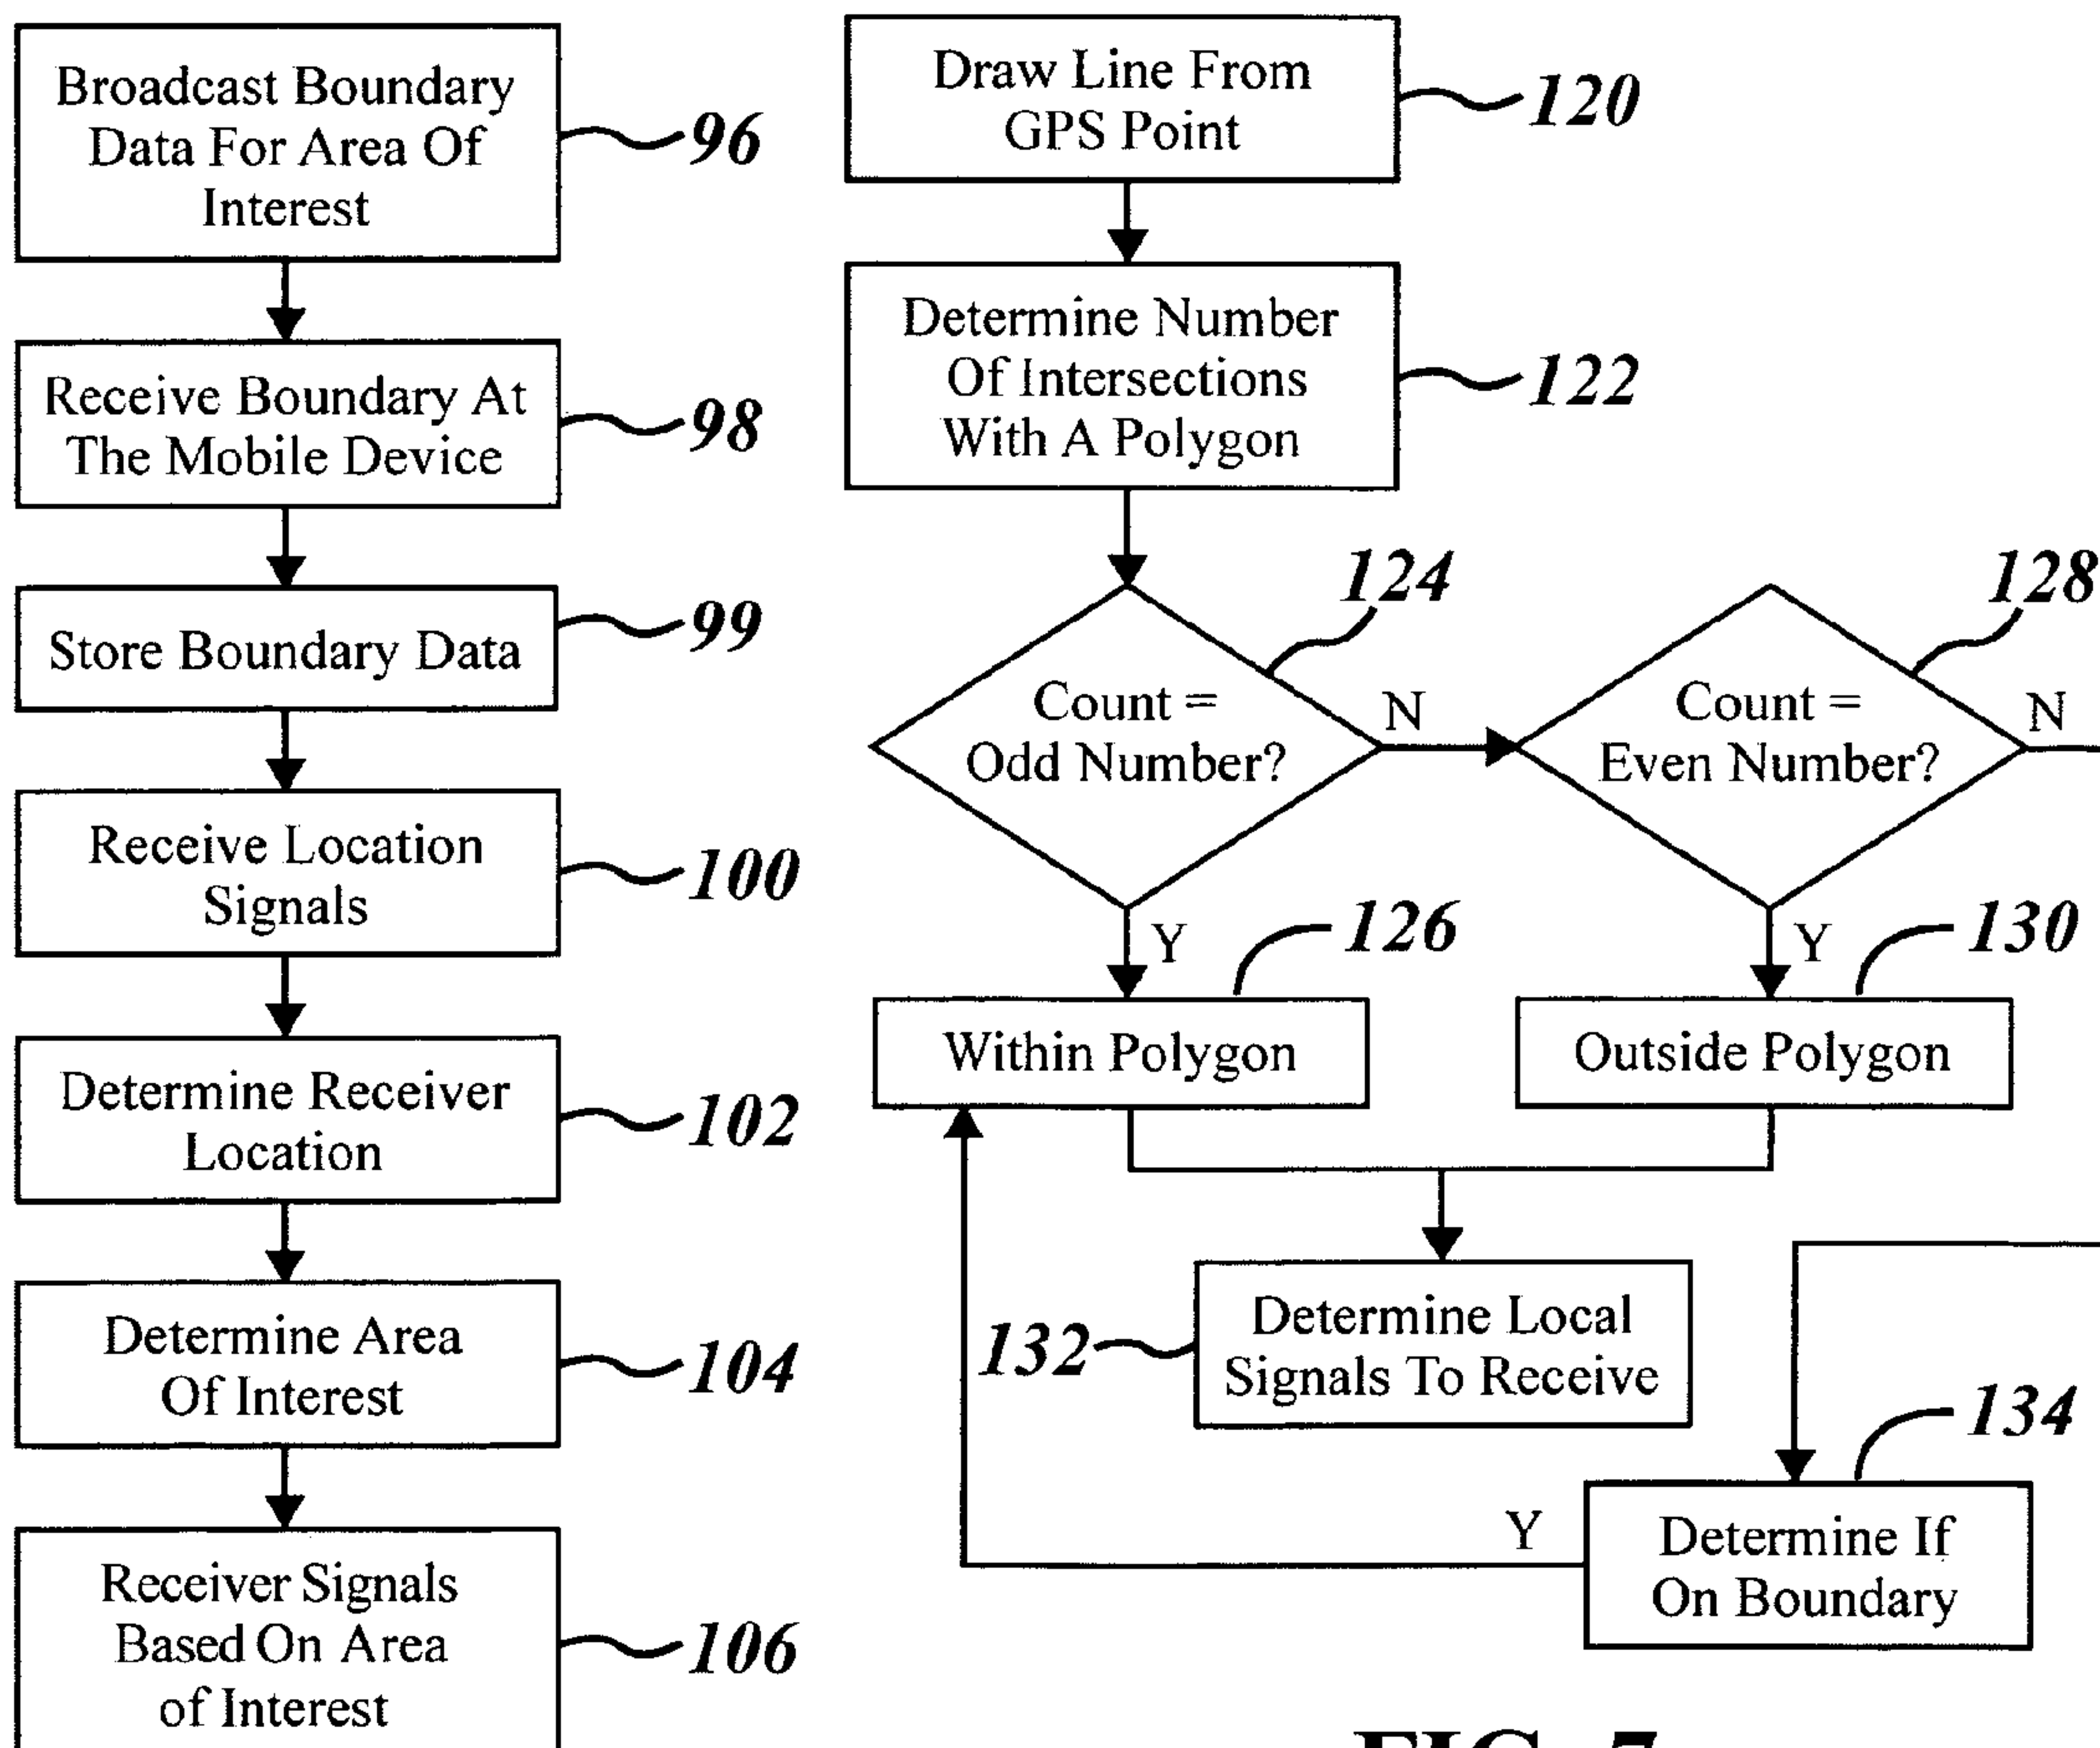 Broadcast Boundary
Data For Area Of
Interest
96
Receive Boundary At
The Mobile Device
98
Store Boundary Data
99
Receive Location
Signals
100
Determine Receiver
Location
102
Determine Area
Of Interest
104
Receiver Signals
Based On Area
of Interest
106
Draw Line From
GPS Point
120
Determine Number
Of Intersections
With A Polygon
122
124
Count =
Odd Number?
N
128
Count =
Even Number?
N
Y
126
Within Polygon
Y
130
Outside Polygon
132
Determine Local
Signals To Receive
134
Y
Determine If
On Boundary
FIG. 7